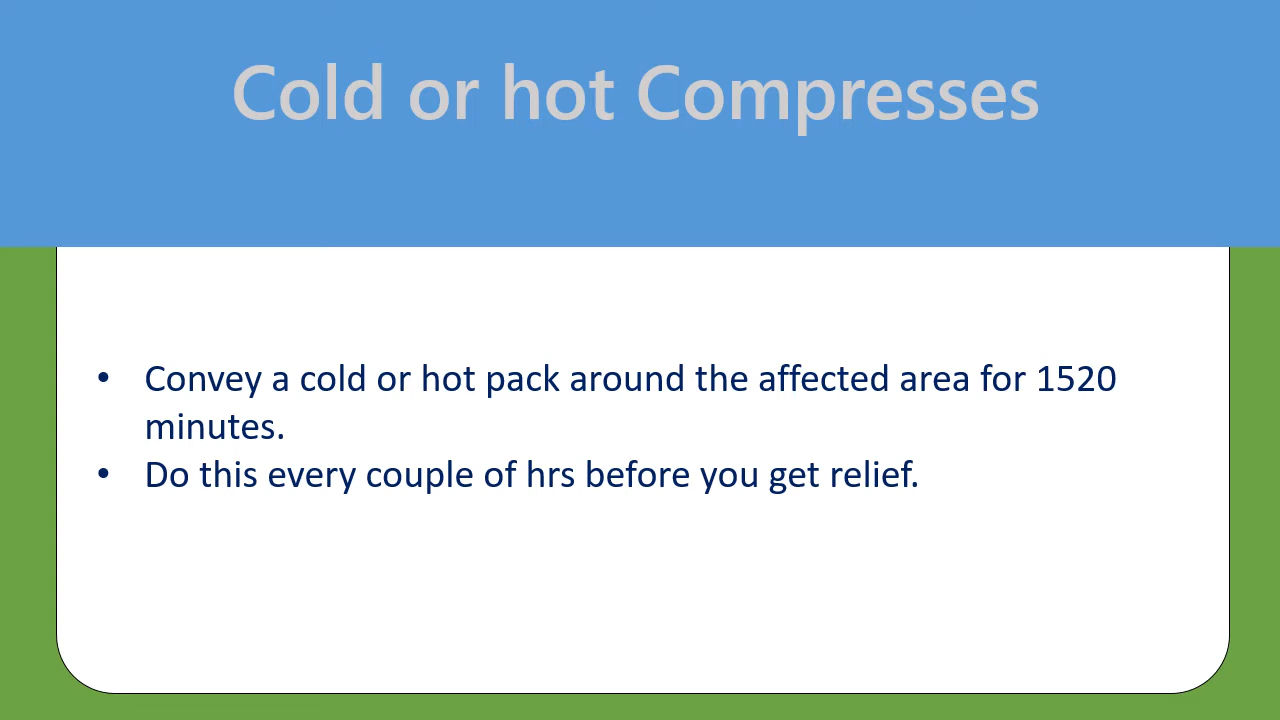 Cold or hot Compresses
• Convey a cold or hot pack around the affected area for 1520
minutes.
• Do this every couple of hrs before you get relief.